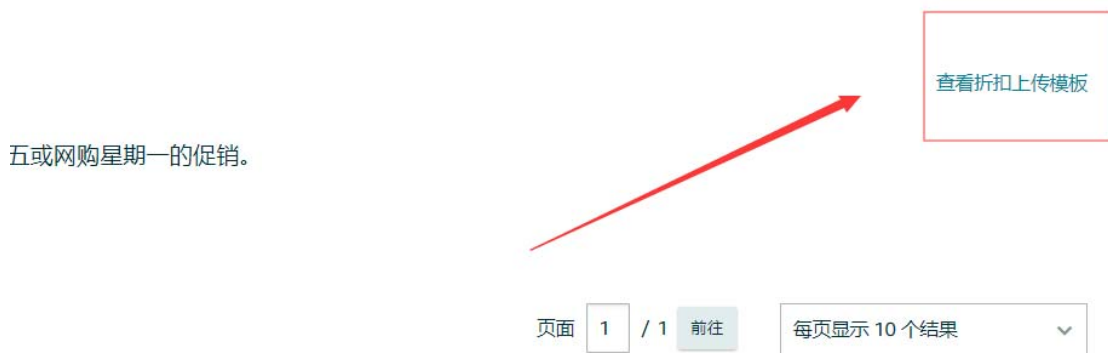 查看折扣上传模板
五或网购星期一的促销。
页面 1 / 1 前往 每页显示 10 个结果